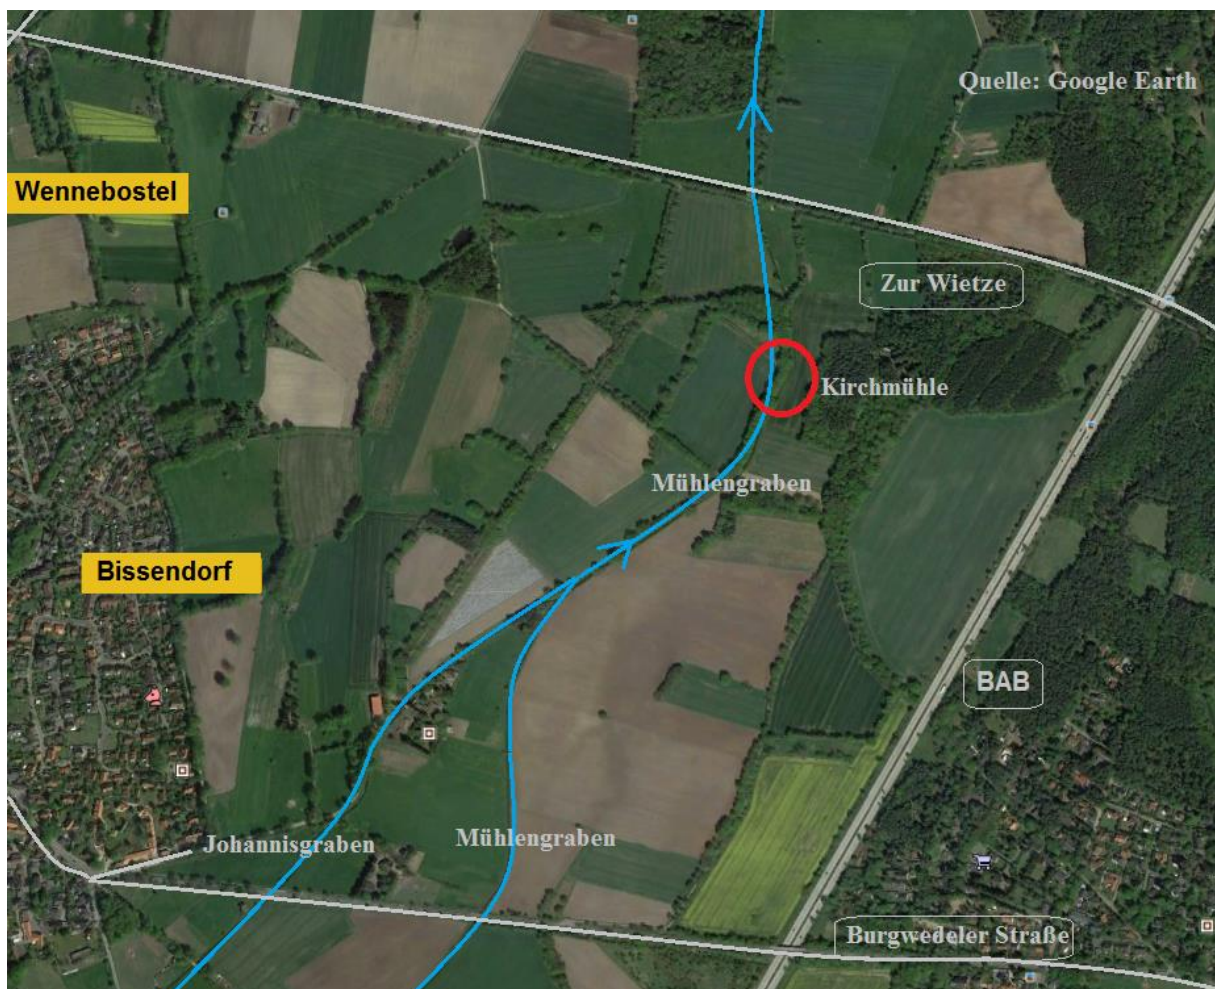 Quelle: Google Earth
Wennebostel
Zur Wietze
Kirchmühle
Mühlengraben
Bissendorf
BAB
Johannisgraben
Mühlengraben
Burgwedeler Straße